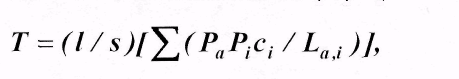 T = (l / s)[∑(PₐPᵢcᵢ / Lₐ,ᵢ)],